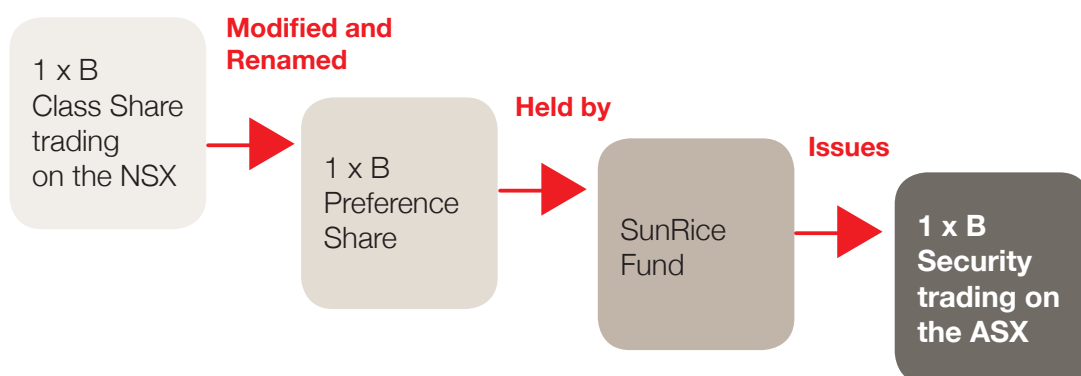 1 x B
Class Share
trading
on the NSX
Modified and
Renamed
1 x B
Preference
Share
Held by
SunRice
Fund
Issues
1 x B
Security
trading on
the ASX